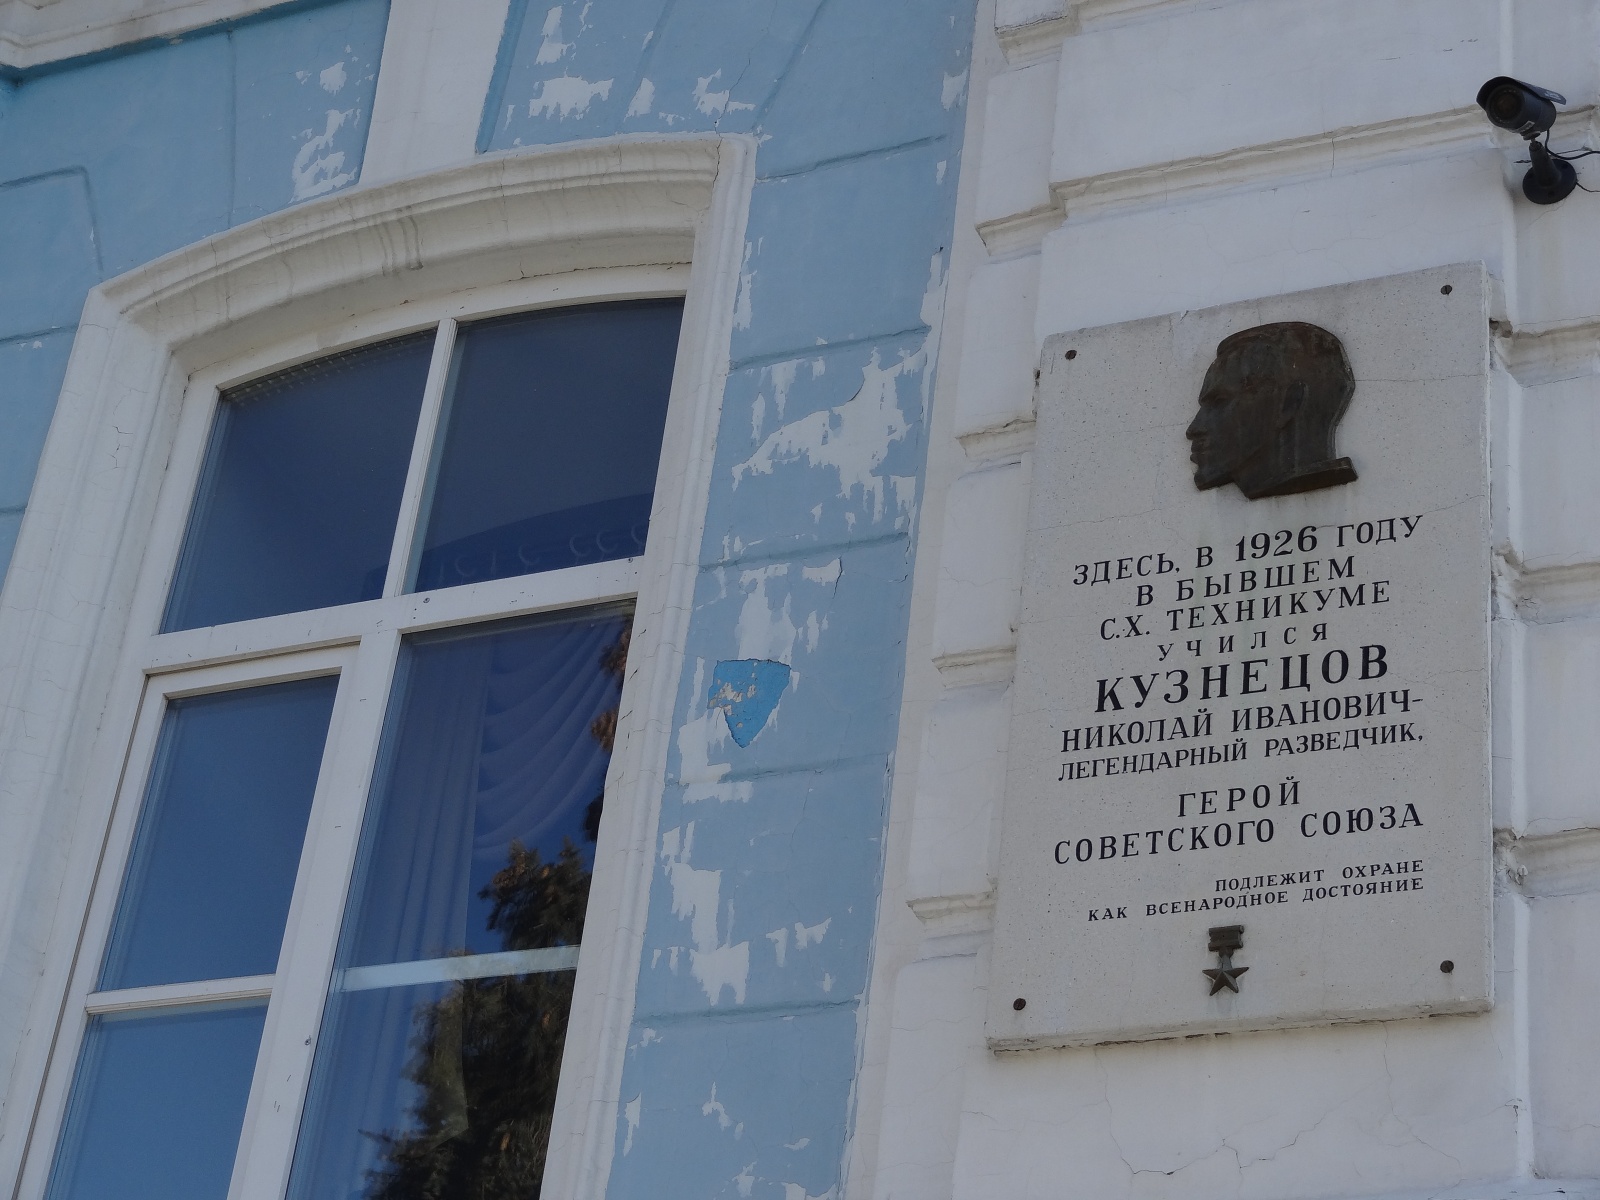 ЗДЕСЬ, В 1926 ГОДУ
В БЫВШЕМ
С.Х. ТЕХНИКУМЕ
УЧИЛСЯ
КУЗНЕЦОВ
НИКОЛАЙ ИВАНОВИЧ-
ЛЕГЕНДАРНЫЙ РАЗВЕДЧИК,
ГЕРОЙ
СОВЕТСКОГО СОЮЗА
ПОДЛЕЖИТ ОХРАНЕ
КАК ВСЕНАРОДНОЕ ДОСТОЯНИЕ